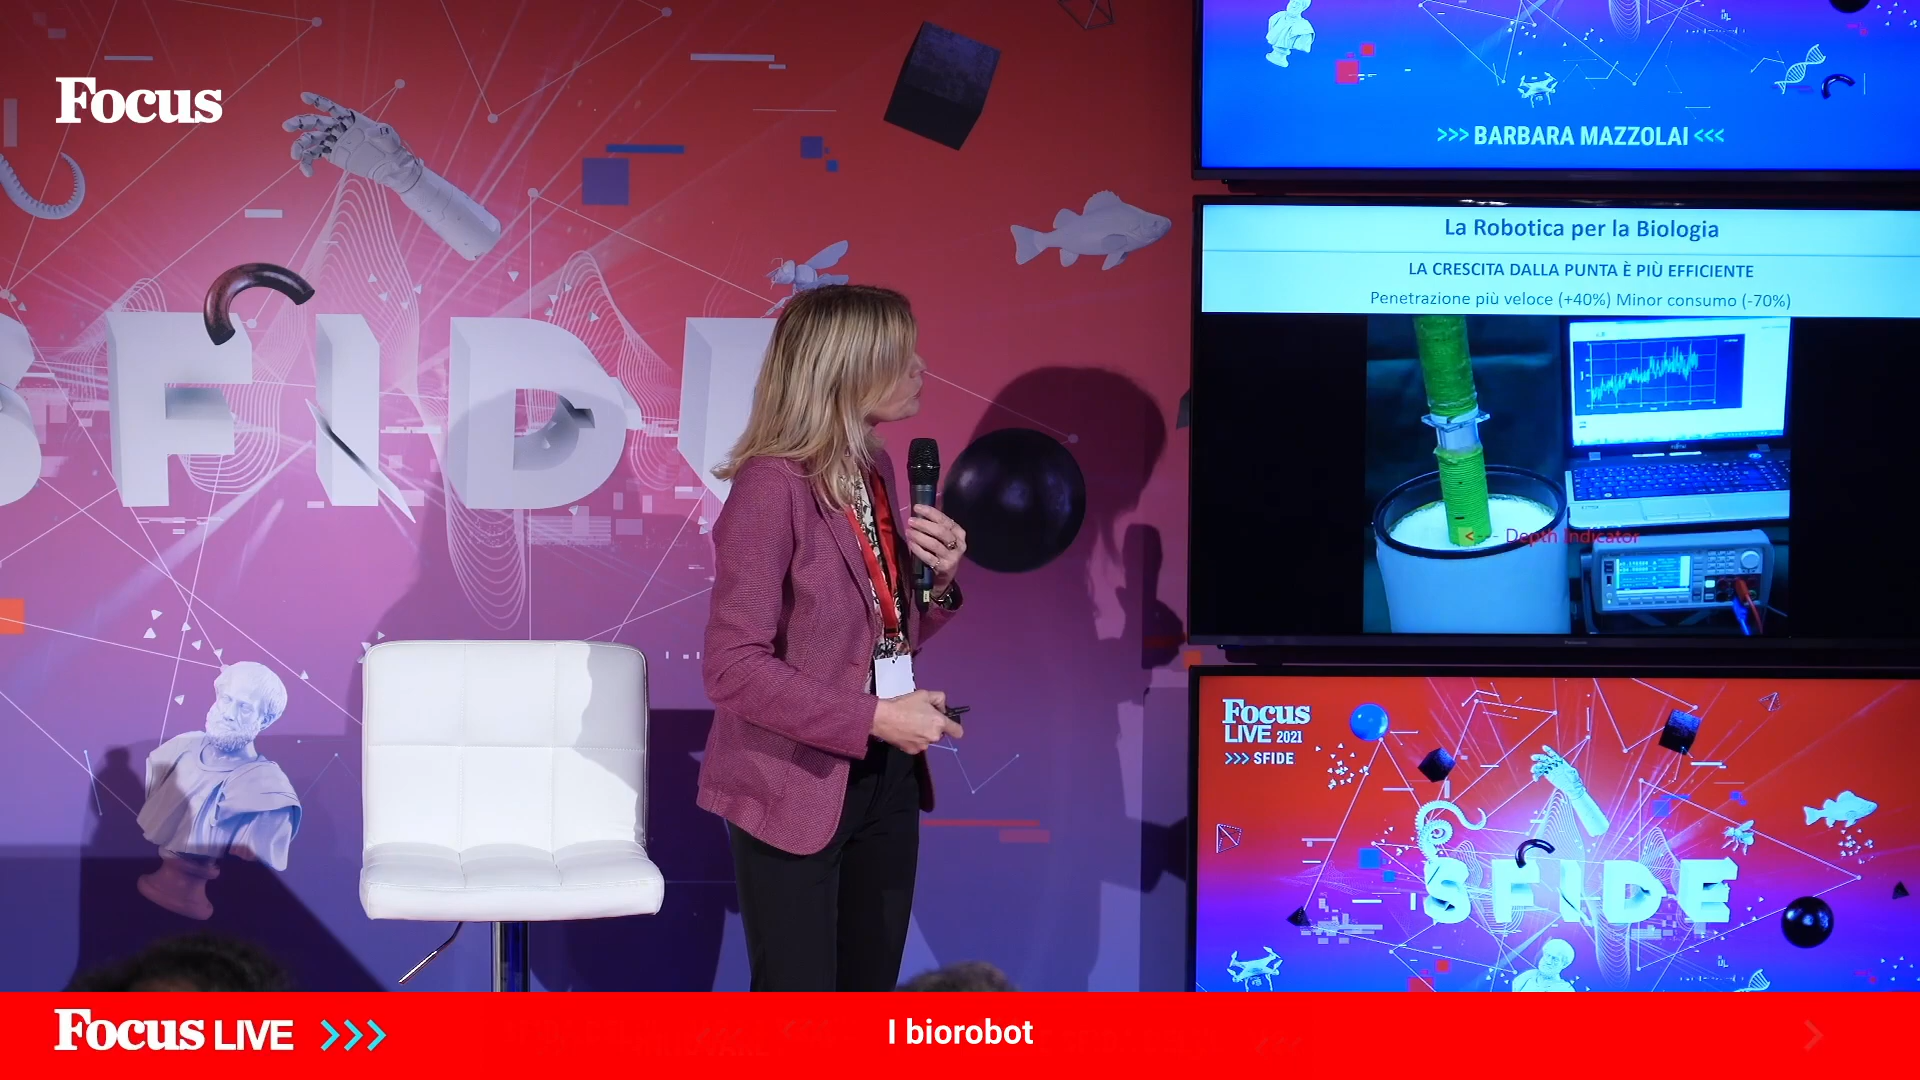 Focus
SFIDE
>>> BARBARA MAZZOLAI <<<
La Robotica per la Biologia
LA CRESCITA DALLA PUNTA È PIÙ EFFICIENTE
Penetrazione più veloce (+40%) Minor consumo (-70%)
<--- Depth Indicator
Focus
LIVE 2021
>>> SFIDE
SFIDE
Focus LIVE >>>
I biorobot